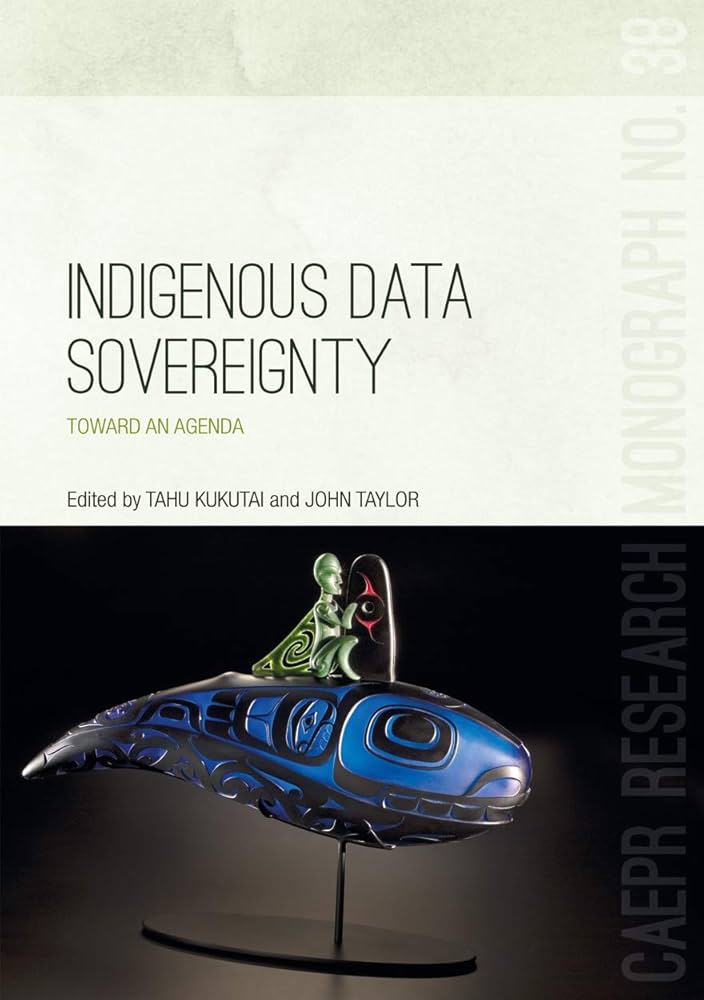 INDIGENOUS DATA
SOVEREIGNTY
TOWARD AN AGENDA
Edited by TAHU KUKUTAI and JOHN TAYLOR
CAEPR RESEARCH MONOGRAPH NO. 38